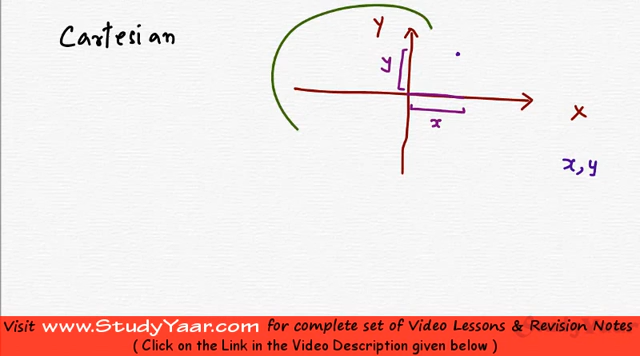 Cartesian
Y
y
x
X
x, y
Visit www.StudyYaar.com for complete set of Video Lessons & Revision Notes
( Click on the Link in the Video Description given below )